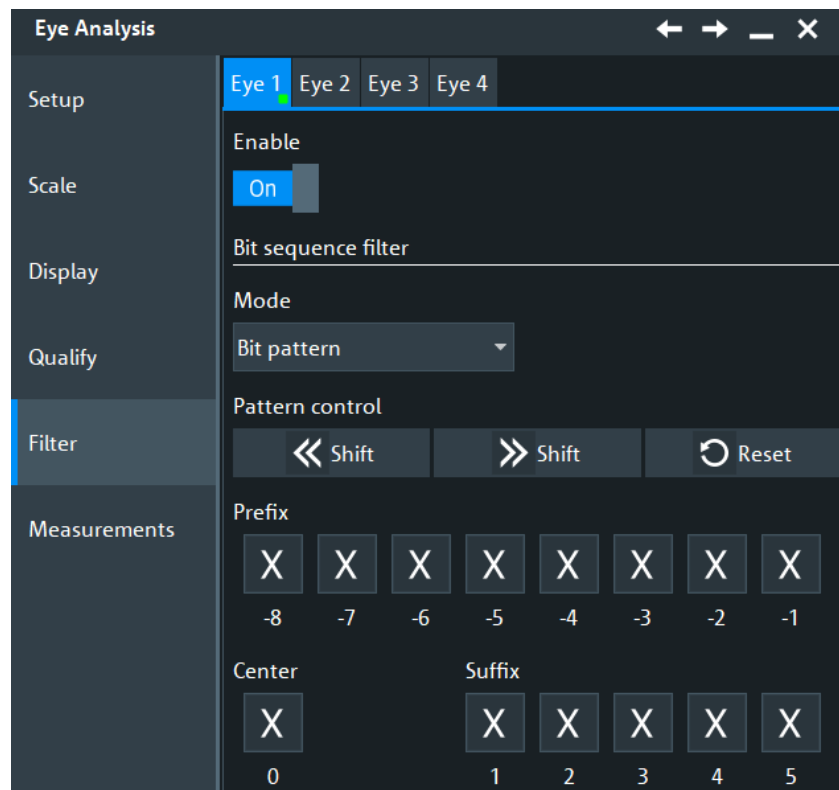 Eye Analysis
Setup
Scale
Display
Qualify
Filter
Measurements
Eye 1 Eye 2 Eye 3 Eye 4
Enable
On
Bit sequence filter
Mode
Bit pattern
Pattern control
Shift Shift Reset
Prefix
X X X X X X X X
-8 -7 -6 -5 -4 -3 -2 -1
Center Suffix
X X X X X X
0 1 2 3 4 5